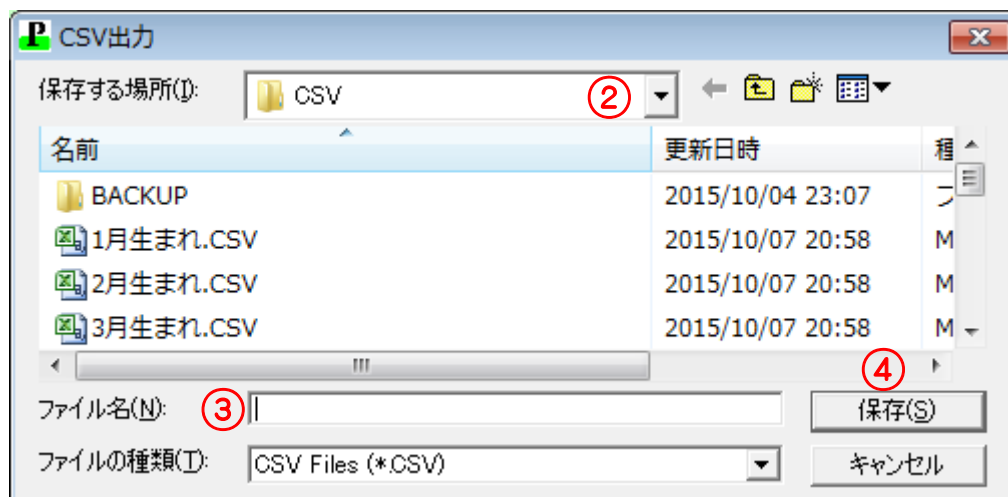 P CSV出力
保存する場所(I): CSV ②
名前 更新日時 種
BACKUP 2015/10/04 23:07 フ
1月生まれ.CSV 2015/10/07 20:58 M
2月生まれ.CSV 2015/10/07 20:58 M
3月生まれ.CSV 2015/10/07 20:58 M
④
ファイル名(N): ③ 保存(S)
ファイルの種類(T): CSV Files (*.CSV) キャンセル